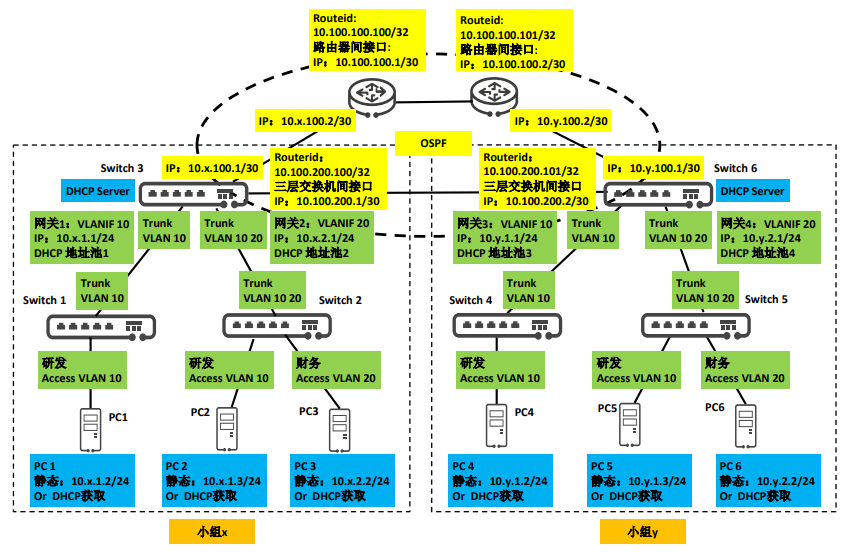 Routeid:
10.100.100.100/32
路由器间接口:
IP：10.100.100.1/30
Routeid:
10.100.100.101/32
路由器间接口:
IP：10.100.100.2/30
IP：10.x.100.2/30
IP：10.y.100.2/30
OSPF
Switch 3
IP：10.x.100.1/30
Routerid：
10.100.200.100/32
三层交换机间接口
IP：10.100.200.1/30
Routerid：
10.100.200.101/32
三层交换机间接口
IP：10.100.200.2/30
IP：10.y.100.1/30
Switch 6
DHCP Server
DHCP Server
网关1：VLANIF 10
IP：10.x.1.1/24
DHCP 地址池1
Trunk
VLAN 10
Trunk
VLAN 10 20
网关2：VLANIF 20
IP：10.x.2.1/24
DHCP 地址池2
网关3：VLANIF 10
IP：10.y.1.1/24
DHCP 地址池3
Trunk
VLAN 10
Trunk
VLAN 10 20
网关4：VLANIF 20
IP：10.y.2.1/24
DHCP 地址池4
Switch 1
Trunk
VLAN 10
Trunk
VLAN 10 20
Switch 2
Switch 4
Trunk
VLAN 10
Trunk
VLAN 10 20
Switch 5
研发
Access VLAN 10
研发
Access VLAN 10
财务
Access VLAN 20
研发
Access VLAN 10
研发
Access VLAN 10
财务
Access VLAN 20
PC1
PC2
PC3
PC4
PC5
PC6
PC 1
静态：10.x.1.2/24
Or DHCP获取
PC 2
静态：10.x.1.3/24
Or DHCP获取
PC 3
静态：10.x.2.2/24
Or DHCP获取
PC 4
静态：10.y.1.2/24
Or DHCP获取
PC 5
静态：10.y.1.3/24
Or DHCP获取
PC 6
静态：10.y.2.2/24
Or DHCP获取
小组x
小组y